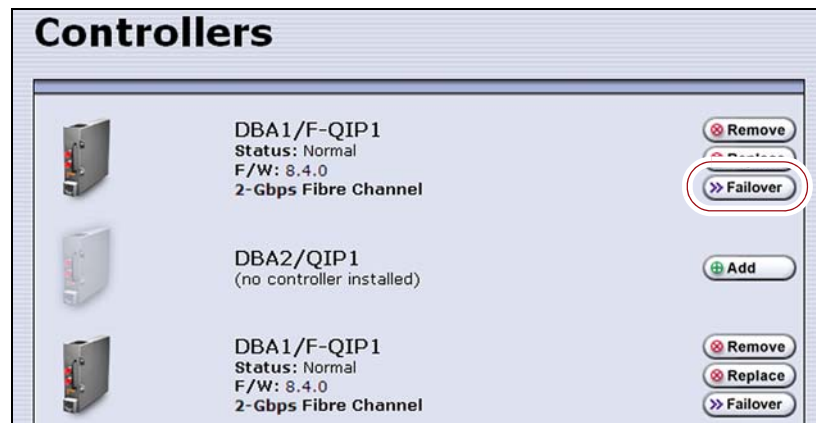 Controllers
DBA1/F-QIP1
Status: Normal
F/W: 8.4.0
2-Gbps Fibre Channel
Remove
Replace
Failover
DBA2/QIP1
(no controller installed)
Add
DBA1/F-QIP1
Status: Normal
F/W: 8.4.0
2-Gbps Fibre Channel
Remove
Replace
Failover